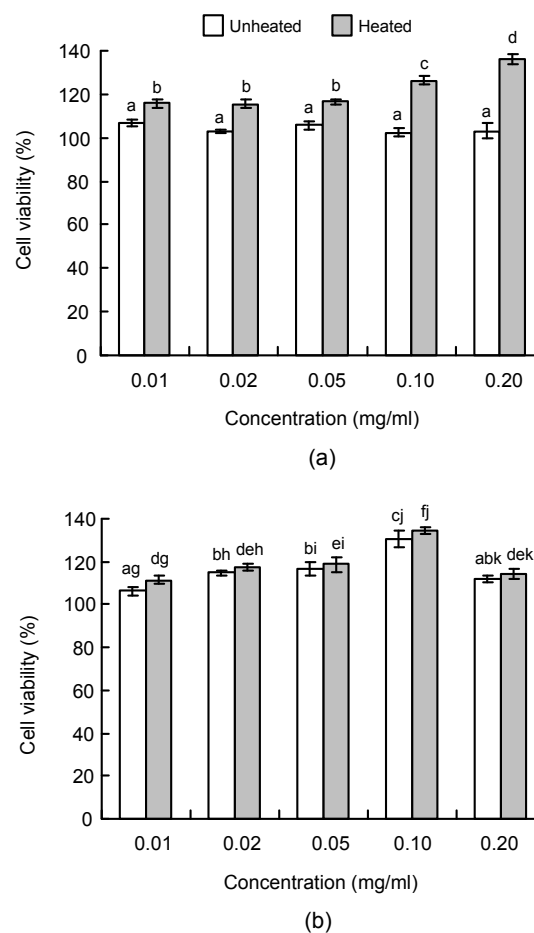 Unheated Heated
140
120
100
80
60
40
20
0
Cell viability (%)
a b a b a b a c a d
0.01 0.02 0.05 0.10 0.20
Concentration (mg/ml)
(a)
140
120
100
80
60
40
20
0
Cell viability (%)
ag dg bh deh bi ei cj fj abk dek
0.01 0.02 0.05 0.10 0.20
Concentration (mg/ml)
(b)